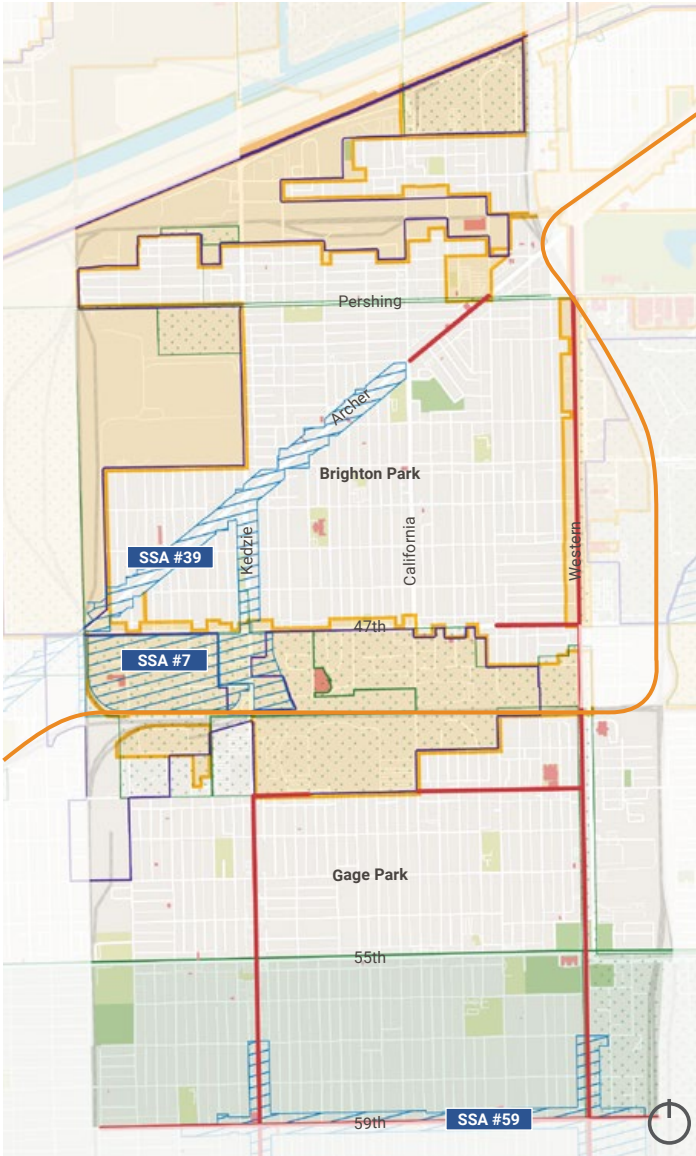 Pershing
Archer
Brighton Park
California
Western
Kedzie
SSA #39
47th
SSA #7
Gage Park
55th
SSA #59
59th